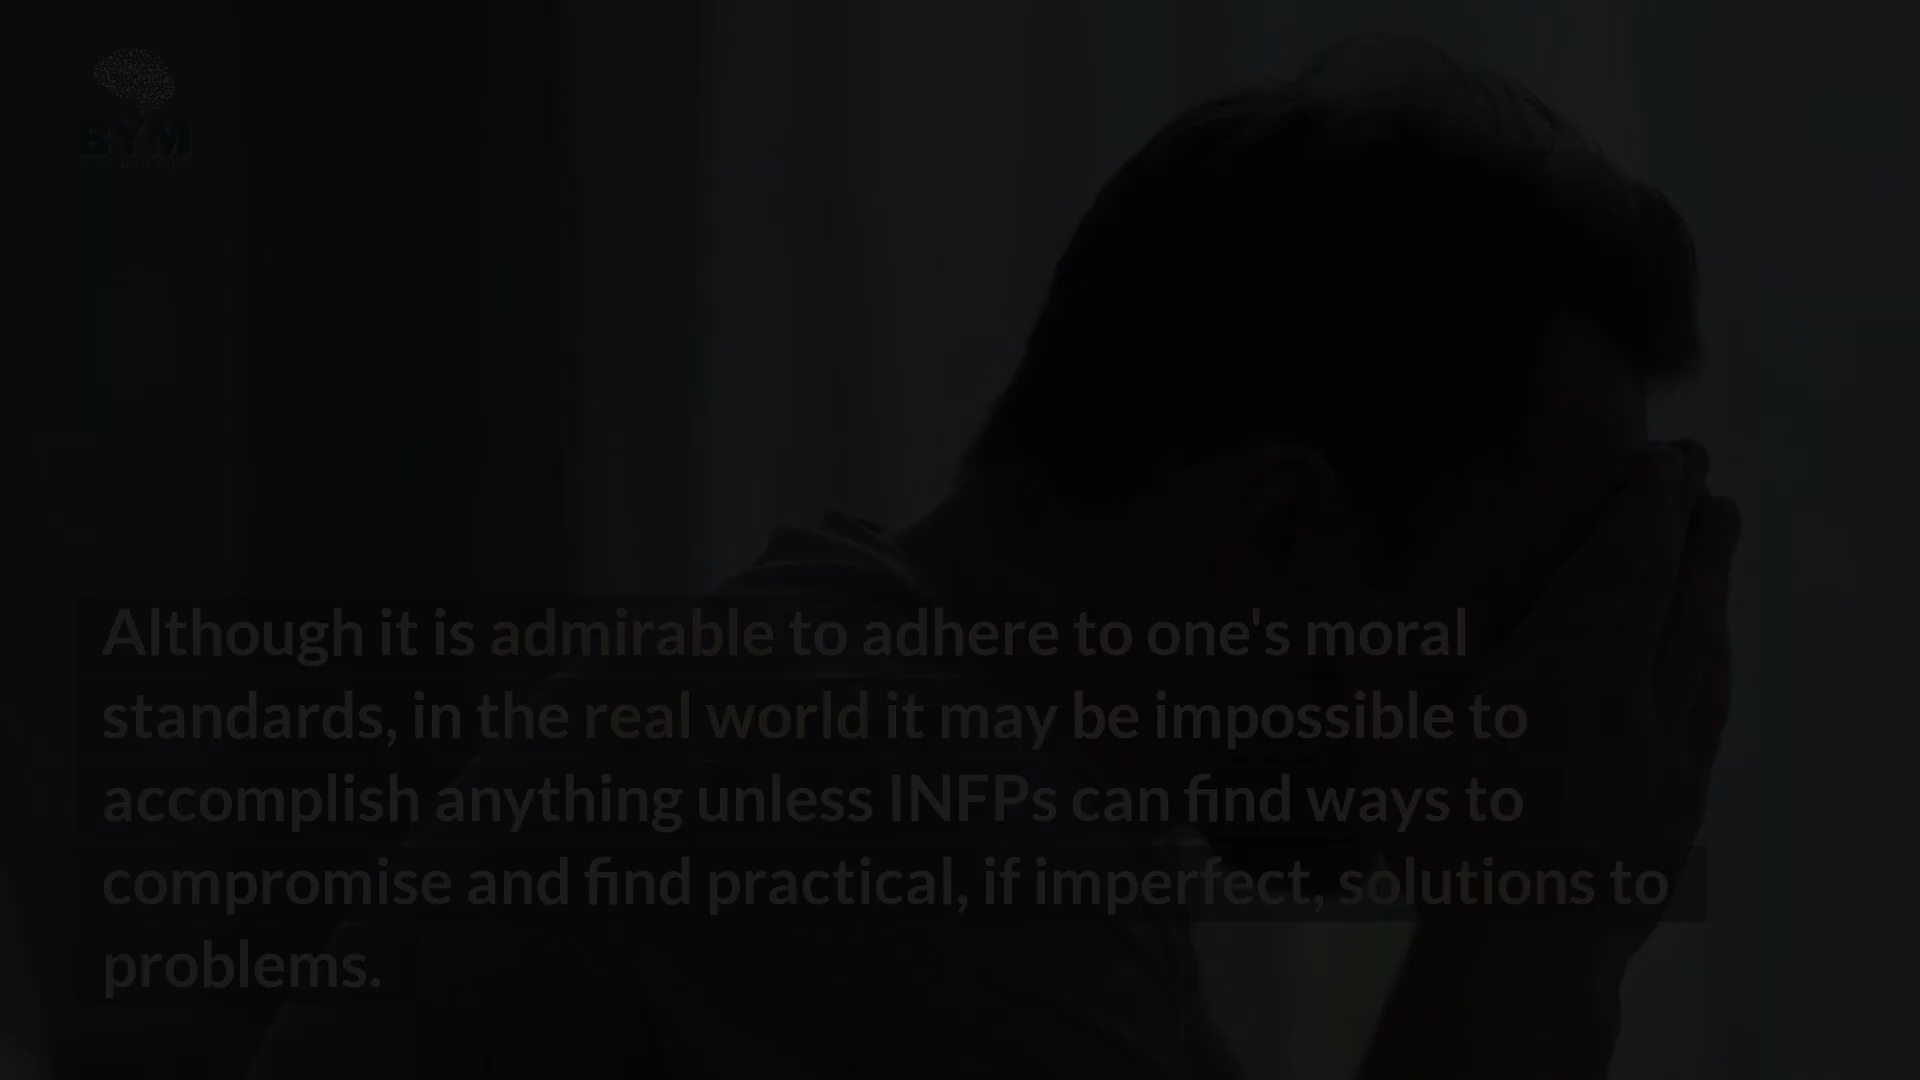 BYM
Although it is admirable to adhere to one's moral
standards, in the real world it may be impossible to
accomplish anything unless INFPs can find ways to
compromise and find practical, if imperfect, solutions to
problems.